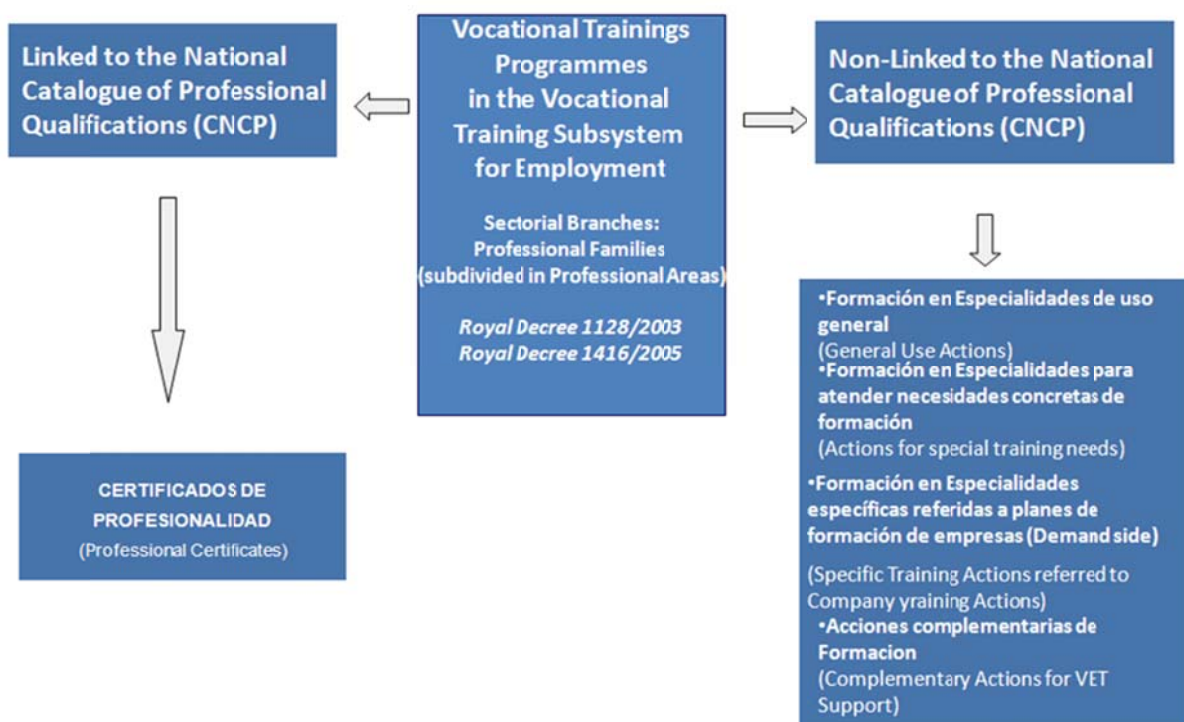 Linked to the National
Catalogue of Professional
Qualifications (CNCP)
Vocational Trainings
Programmes
in the Vocational
Training Subsystem
for Employment
Sectorial Branches:
Professional Families
(subdivided in Professional Areas)
Royal Decree 1128/2003
Royal Decree 1416/2005
Non-Linked to the National
Catalogue of Professional
Qualifications (CNCP)
CERTIFICADOS DE
PROFESIONALIDAD
(Professional Certificates)
•Formación en Especialidades de uso
general
(General Use Actions)
•Formación en Especialidades para
atender necesidades concretas de
formación
(Actions for special training needs)
•Formación en Especialidades
específicas referidas a planes de
formación de empresas (Demand side)
(Specific Training Actions referred to
Company yraining Actions)
•Acciones complementarias de
Formacion
(Complementary Actions for VET
Support)